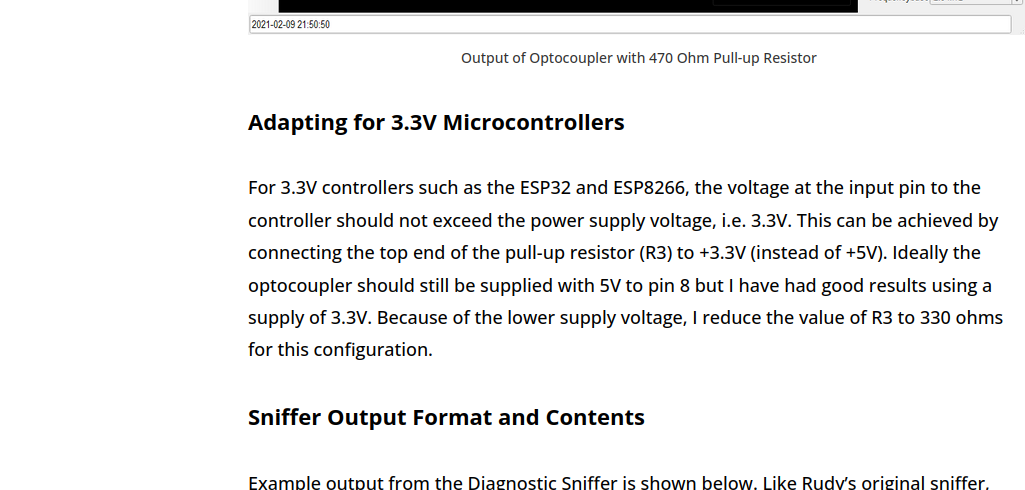 2021-02-09 21:50:50
Output of Optocoupler with 470 Ohm Pull-up Resistor
Adapting for 3.3V Microcontrollers
For 3.3V controllers such as the ESP32 and ESP8266, the voltage at the input pin to the
controller should not exceed the power supply voltage, i.e. 3.3V. This can be achieved by
connecting the top end of the pull-up resistor (R3) to +3.3V (instead of +5V). Ideally the
optocoupler should still be supplied with 5V to pin 8 but I have had good results using a
supply of 3.3V. Because of the lower supply voltage, I reduce the value of R3 to 330 ohms
for this configuration.
Sniffer Output Format and Contents
Example output from the Diagnostic Sniffer is shown below. Like Rudy’s original sniffer,